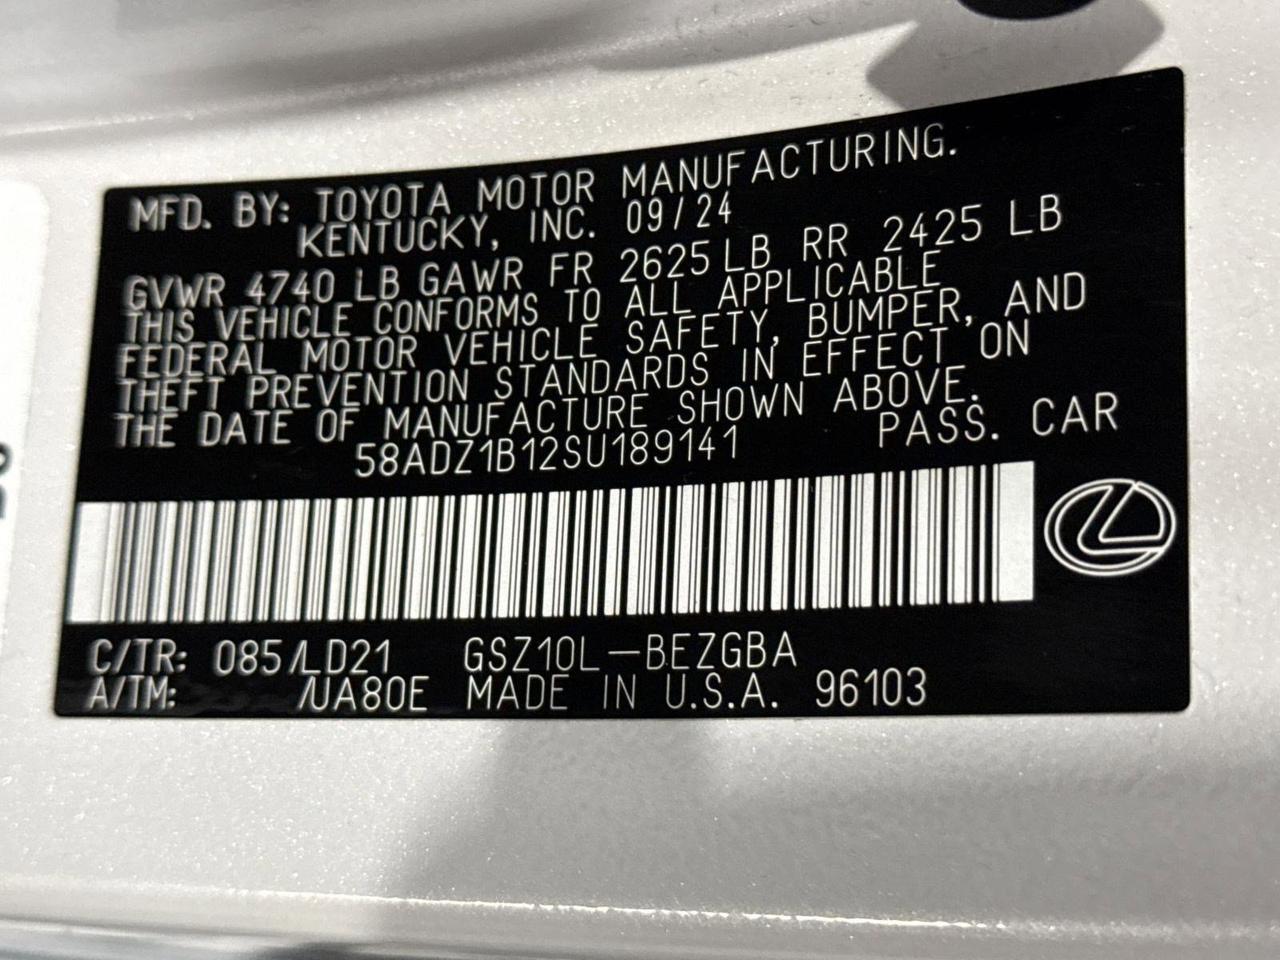 MFD. BY: TOYOTA MOTOR MANUFACTURING.
KENTUCKY, INC. 09/24
GVWR 4740 LB GAWR FR 2625 LB RR 2425 LB
THIS VEHICLE CONFORMS TO ALL APPLICABLE
FEDERAL MOTOR VEHICLE SAFETY, BUMPER, AND
THEFT PREVENTION STANDARDS IN EFFECT ON
THE DATE OF MANUFACTURE SHOWN ABOVE.
58ADZ1B12SU189141 PASS. CAR
C/TR: 085/LD21 GSZ10L-BEZGBA
A/TM: /UA80E MADE IN U.S.A. 96103